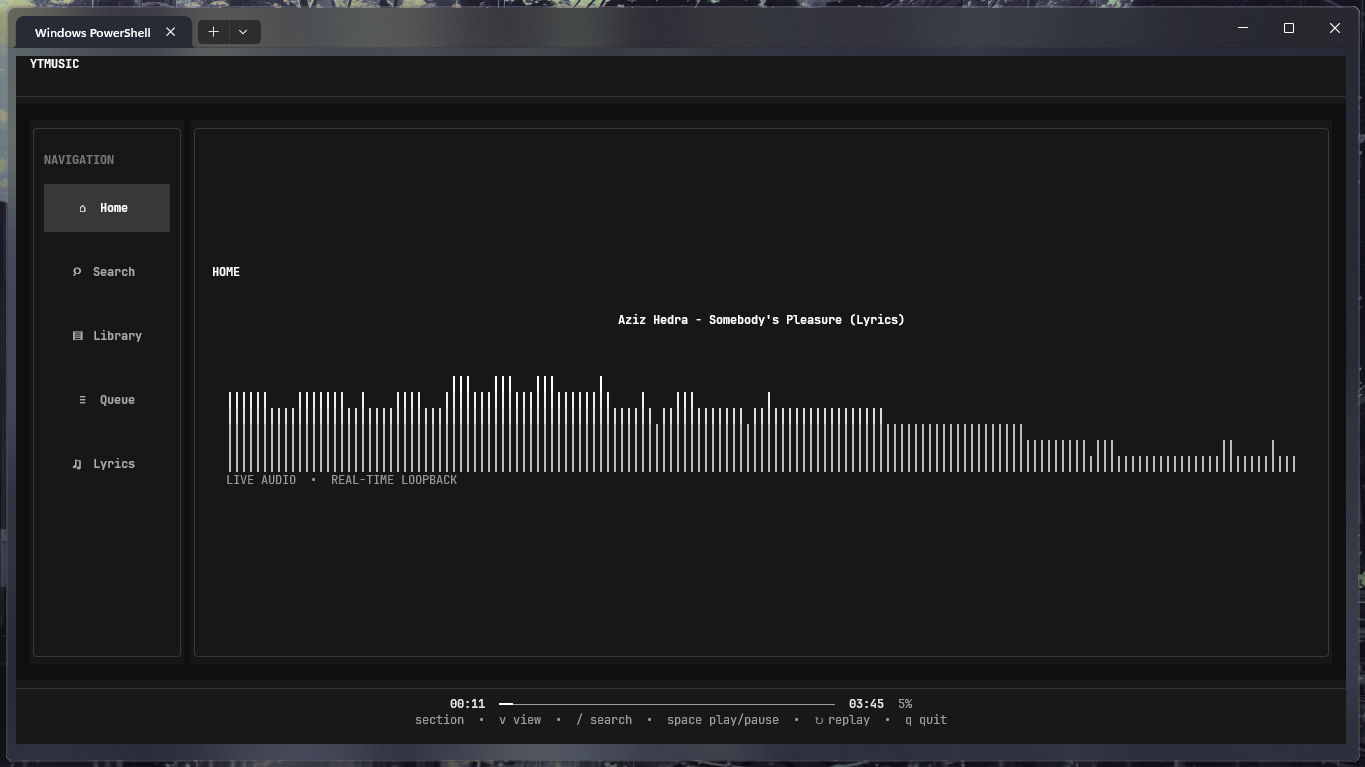 Windows PowerShell
YTMUSIC
NAVIGATION
⌂ Home
Search
Library
Queue
♫ Lyrics
HOME
Aziz Hedra - Somebody's Pleasure (Lyrics)
LIVE AUDIO • REAL-TIME LOOPBACK
00:11 03:45 5%
section • v view • / search • space play/pause • ↻ replay • q quit